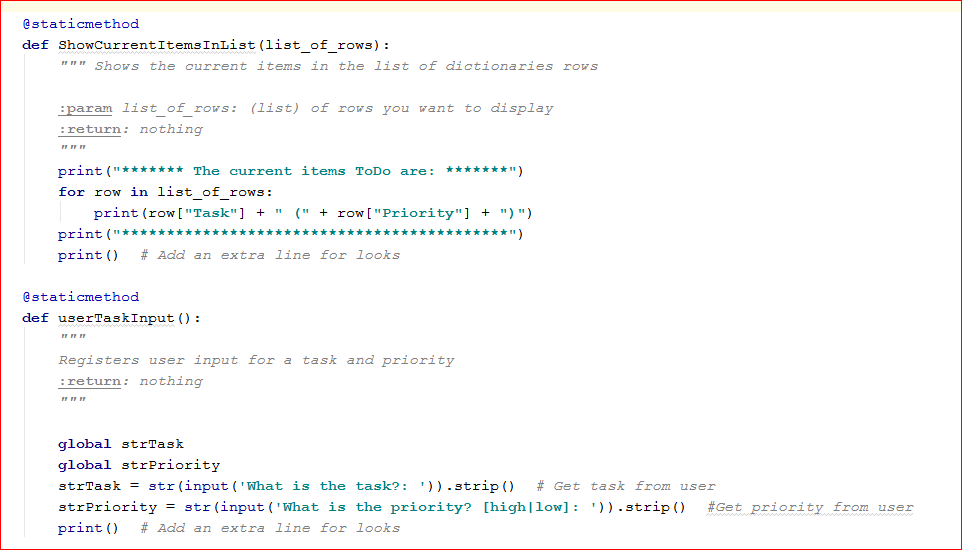 @staticmethod
def ShowCurrentItemsInList(list_of_rows):
    """ Shows the current items in the list of dictionaries rows

    :param list_of_rows: (list) of rows you want to display
    :return: nothing
    """
    print("******* The current items ToDo are: *******")
    for row in list_of_rows:
        print(row["Task"] + " (" + row["Priority"] + ")")
    print("*******************************************")
    print()  # Add an extra line for looks

@staticmethod
def userTaskInput():
    """
    Registers user input for a task and priority
    :return: nothing
    """

    global strTask
    global strPriority
    strTask = str(input('What is the task?: ')).strip()  # Get task from user
    strPriority = str(input('What is the priority? [high|low]: ')).strip()  #Get priority from user
    print()  # Add an extra line for looks